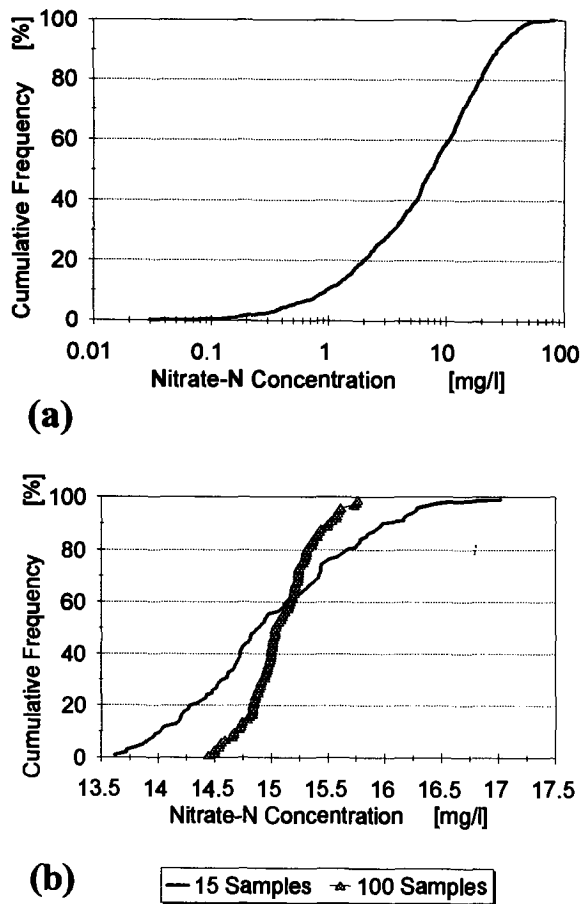 Cumulative Frequency [%]
100
80
60
40
20
0
0.01 0.1 1 10 100
Nitrate-N Concentration [mg/l]
(a)
Cumulative Frequency [%]
100
80
60
40
20
0
13.5 14 14.5 15 15.5 16 16.5 17 17.5
Nitrate-N Concentration [mg/l]
(b)
15 Samples 100 Samples